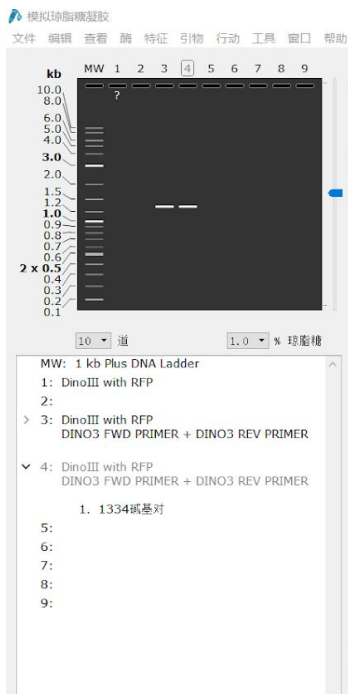 模拟琼脂糖凝胶
文件 编辑 查看 酶 特征 引物 行动 工具 窗口 帮助
kb MW 1 2 3 4 5 6 7 8 9
?
10.0
8.0
6.0
5.0
4.0
3.0
2.0
1.5
1.2
1.0
0.9
0.8
0.7
0.6
2 x 0.5
0.4
0.3
0.2
0.1
10 道 1.0 % 琼脂糖
MW: 1 kb Plus DNA Ladder
1: DinoIII with RFP
2:
3: DinoIII with RFP
DINO3 FWD PRIMER + DINO3 REV PRIMER
4: DinoIII with RFP
DINO3 FWD PRIMER + DINO3 REV PRIMER
1. 1334碱基对
5:
6:
7:
8:
9: